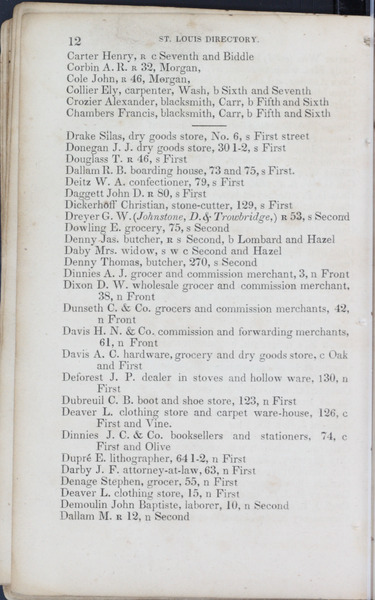 12 ST. LOUIS DIRECTORY.
Carter Henry, R c Seventh and Biddle
Corbin A. R. R 32, Morgan,
Cole John, R 46, Morgan,
Collier Ely, carpenter, Wash, b Sixth and Seventh
Crozier Alexander, blacksmith, Carr, b Fifth and Sixth
Chambers Francis, blacksmith, Carr, b Fifth and Sixth
Drake Silas, dry goods store, No. 6, s First street
Donegan J. J. dry goods store, 30 1-2, s First
Douglass T. R 46, s First
Dallam R. B. boarding house, 73 and 75, s First.
Deitz W. A. confectioner, 79, s First
Daggett John D. R 80, s First
Dickerhoff Christian, stone-cutter, 129, s First
Dreyer G. W. (Johnstone, D. & Trowbridge,) R 53, s Second
Dowling E. grocery, 75, s Second
Denny Jas. butcher, R s Second, b Lombard and Hazel
Daby Mrs. widow, s w c Second and Hazel
Denny Thomas, butcher, 270, s Second
Dinnies A. J. grocer and commission merchant, 3, n Front
Dixon D. W. wholesale grocer and commission merchant,
38, n Front
Dunseth C. & Co. grocers and commission merchants, 42,
n Front
Davis H. N. & Co. commission and forwarding merchants,
61, n Front
Davis A. C. hardware, grocery and dry goods store, c Oak
and First
Deforest J. P. dealer in stoves and hollow ware, 130, n
First
Dubreuil C. B. boot and shoe store, 123, n First
Deaver L. clothing store and carpet ware-house, 126, c
First and Vine.
Dinnies J. C. & Co. booksellers and stationers, 74, c
First and Olive
Dupré E. lithographer, 64 1-2, n First
Darby J. F. attorney-at-law, 63, n First
Denage Stephen, grocer, 55, n First
Deaver L. clothing store, 15, n First
Demoulin John Baptiste, laborer, 10, n Second
Dallam M. R 12, n Second